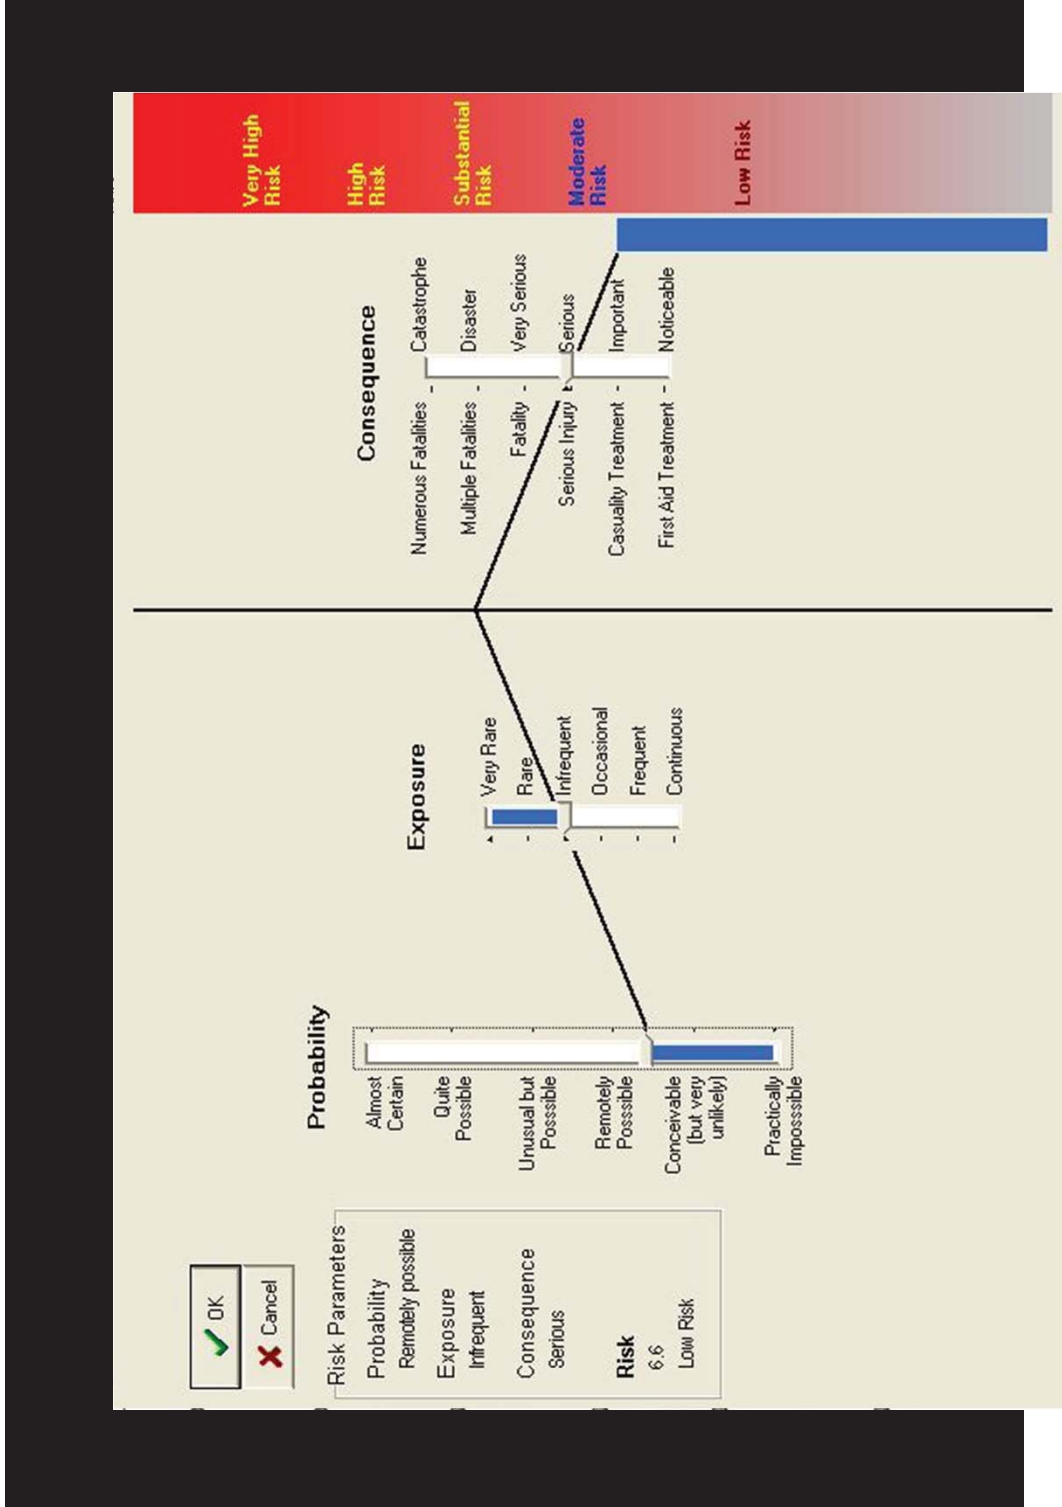 OK
Cancel
Risk Parameters
Probability
Remotely possible
Exposure
Infrequent
Consequence
Serious
Risk
6.6
Low Risk
Probability
Almost
Certain
Quite
Possible
Unusual but
Posssible
Remotely
Posssible
Conceivable
(but very
unlikely)
Practically
Impossible
Exposure
Very Rare
Rare
Infrequent
Occasional
Frequent
Continuous
Consequence
Numerous Fatalities
Catastrophe
Multiple Fatalities
Disaster
Fatality
Very Serious
Serious Injury
Serious
Casuality Treatment
Important
First Aid Treatment
Noticeable
Very High
Risk
High
Risk
Substantial
Risk
Moderate
Risk
Low Risk